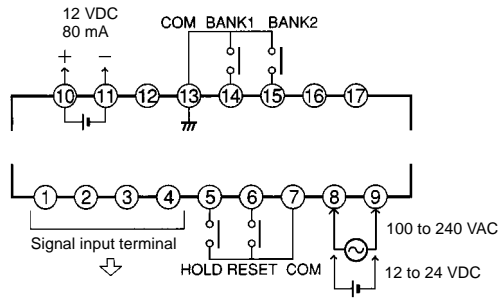 12 VDC
80 mA
COM BANK1 BANK2
+ −
10 11 12 13 14 15 16 17
1 2 3 4 5 6 7 8 9
Signal input terminal
HOLD RESET COM
100 to 240 VAC
12 to 24 VDC